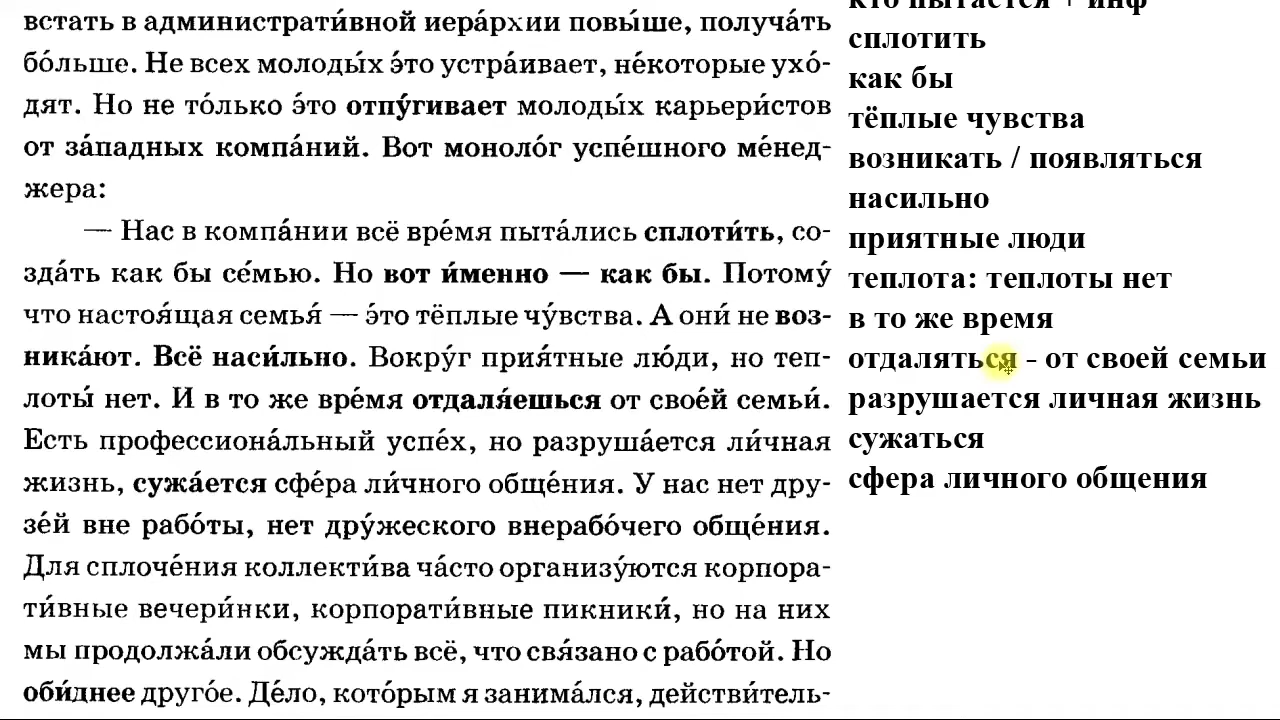 встать в администрати́вной иера́рхии повы́ше, получа́ть
бо́льше. Не всех молоды́х э́то устра́ивает, не́которые ухо́-
дят. Но не то́лько э́то отпу́гивает молоды́х карьери́стов
от за́падных компа́ний. Вот моноло́г успе́шного ме́нед-
жера:
— Нас в компа́нии всё вре́мя пыта́лись сплоти́ть, со-
зда́ть как бы се́мью. Но вот и́менно — как бы. Потому́
что настоя́щая семья́ — э́то тёплые чу́вства. А они́ не воз-
ника́ют. Всё наси́льно. Вокру́г прия́тные лю́ди, но теп-
лоты́ нет. И в то же вре́мя отдаля́ешься от свое́й семьи́.
Есть профессиона́льный успе́х, но разруша́ется ли́чная
жизнь, сужа́ется сфе́ра ли́чного обще́ния. У нас нет дру-
зе́й вне рабо́ты, нет дру́жеского внерабо́чего обще́ния.
Для сплоче́ния коллекти́ва ча́сто организу́ются корпора-
ти́вные вечери́нки, корпорати́вные пикники́, но на них
мы продолжа́ли обсужда́ть всё, что свя́зано с рабо́той. Но
оби́днее друго́е. Де́ло, кото́рым я занима́лся, действи́тель-
кто пытается + инф
сплотить
как бы
тёплые чувства
возникать / появляться
насильно
приятные люди
теплота: теплоты нет
в то же время
отдаляться - от своей семьи
разрушается личная жизнь
сужаться
сфера личного общения